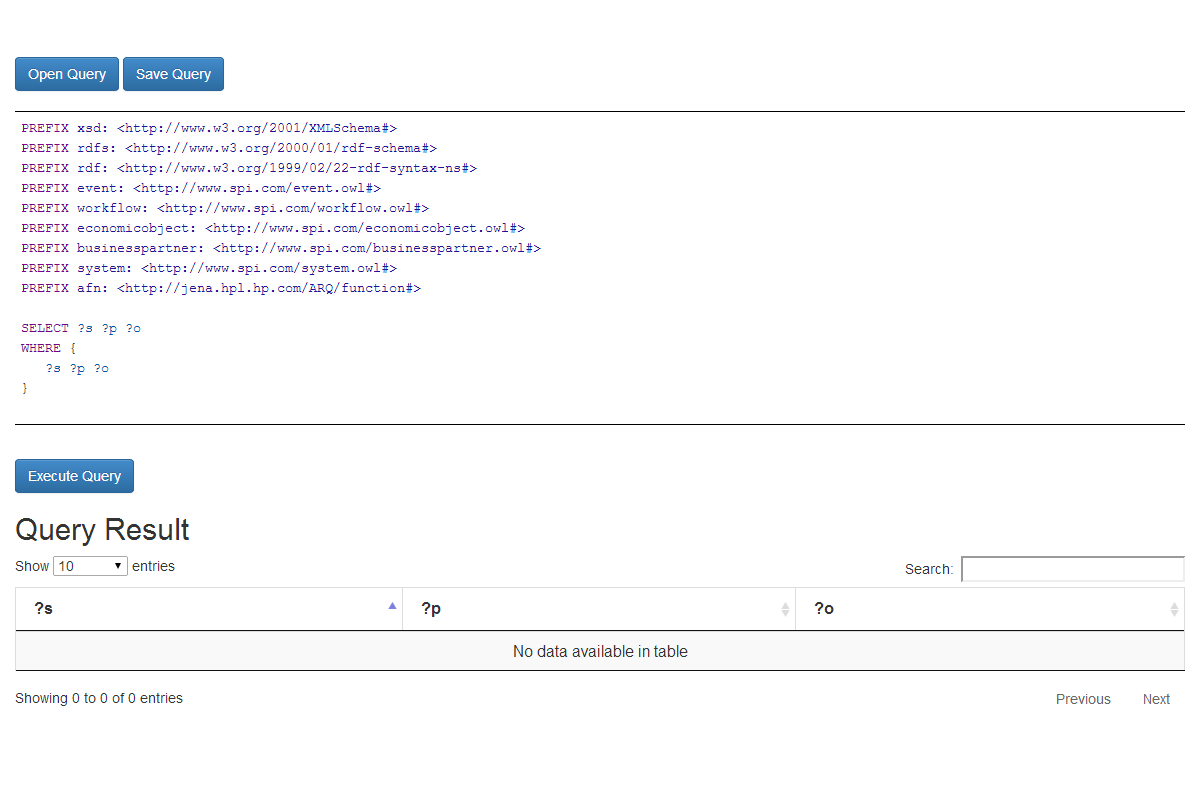 Open Query Save Query
PREFIX xsd: <http://www.w3.org/2001/XMLSchema#>
PREFIX rdfs: <http://www.w3.org/2000/01/rdf-schema#>
PREFIX rdf: <http://www.w3.org/1999/02/22-rdf-syntax-ns#>
PREFIX event: <http://www.spi.com/event.owl#>
PREFIX workflow: <http://www.spi.com/workflow.owl#>
PREFIX economicobject: <http://www.spi.com/economicobject.owl#>
PREFIX businesspartner: <http://www.spi.com/businesspartner.owl#>
PREFIX system: <http://www.spi.com/system.owl#>
PREFIX afn: <http://jena.hpl.hp.com/ARQ/function#>
SELECT ?s ?p ?o
WHERE {
?s ?p ?o
}
Execute Query
Query Result
Show 10 entries Search:
?s ?p ?o
No data available in table
Showing 0 to 0 of 0 entries Previous Next